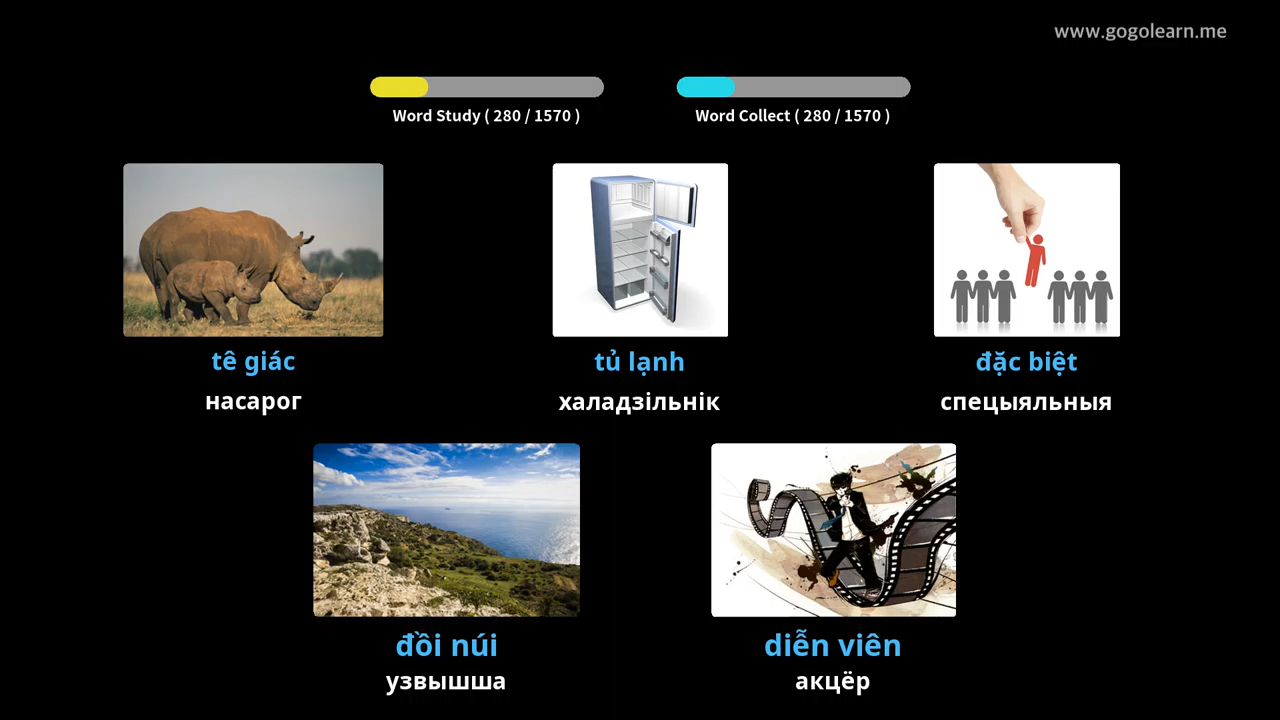 www.gogolearn.me
Word Study ( 280 / 1570 )
Word Collect ( 280 / 1570 )
tê giác
насарог
tủ lạnh
халадзільнік
đặc biệt
спецыяльныя
đồi núi
узвышша
diễn viên
акцёр